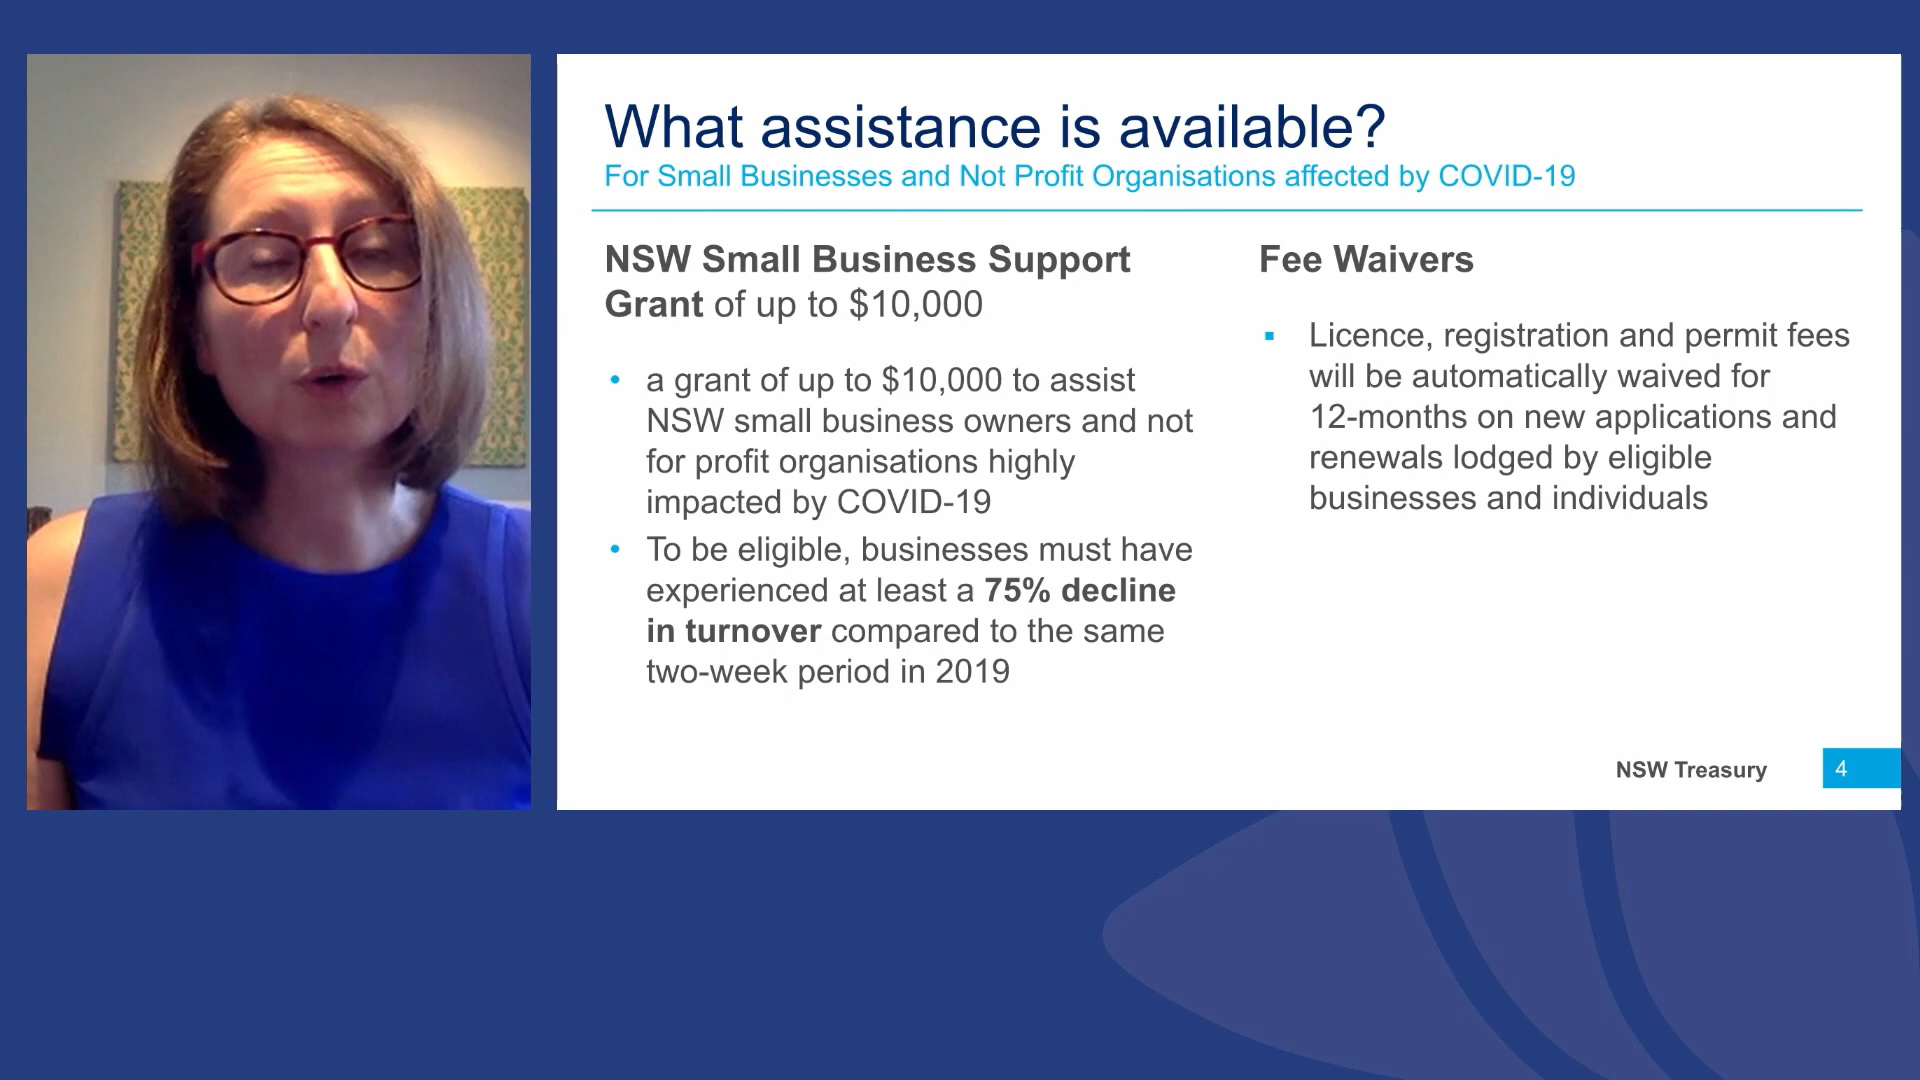 What assistance is available?
For Small Businesses and Not Profit Organisations affected by COVID-19
NSW Small Business Support
Grant of up to $10,000
• a grant of up to $10,000 to assist
NSW small business owners and not
for profit organisations highly
impacted by COVID-19
• To be eligible, businesses must have
experienced at least a 75% decline
in turnover compared to the same
two-week period in 2019
Fee Waivers
▪ Licence, registration and permit fees
will be automatically waived for
12-months on new applications and
renewals lodged by eligible
businesses and individuals
NSW Treasury
4